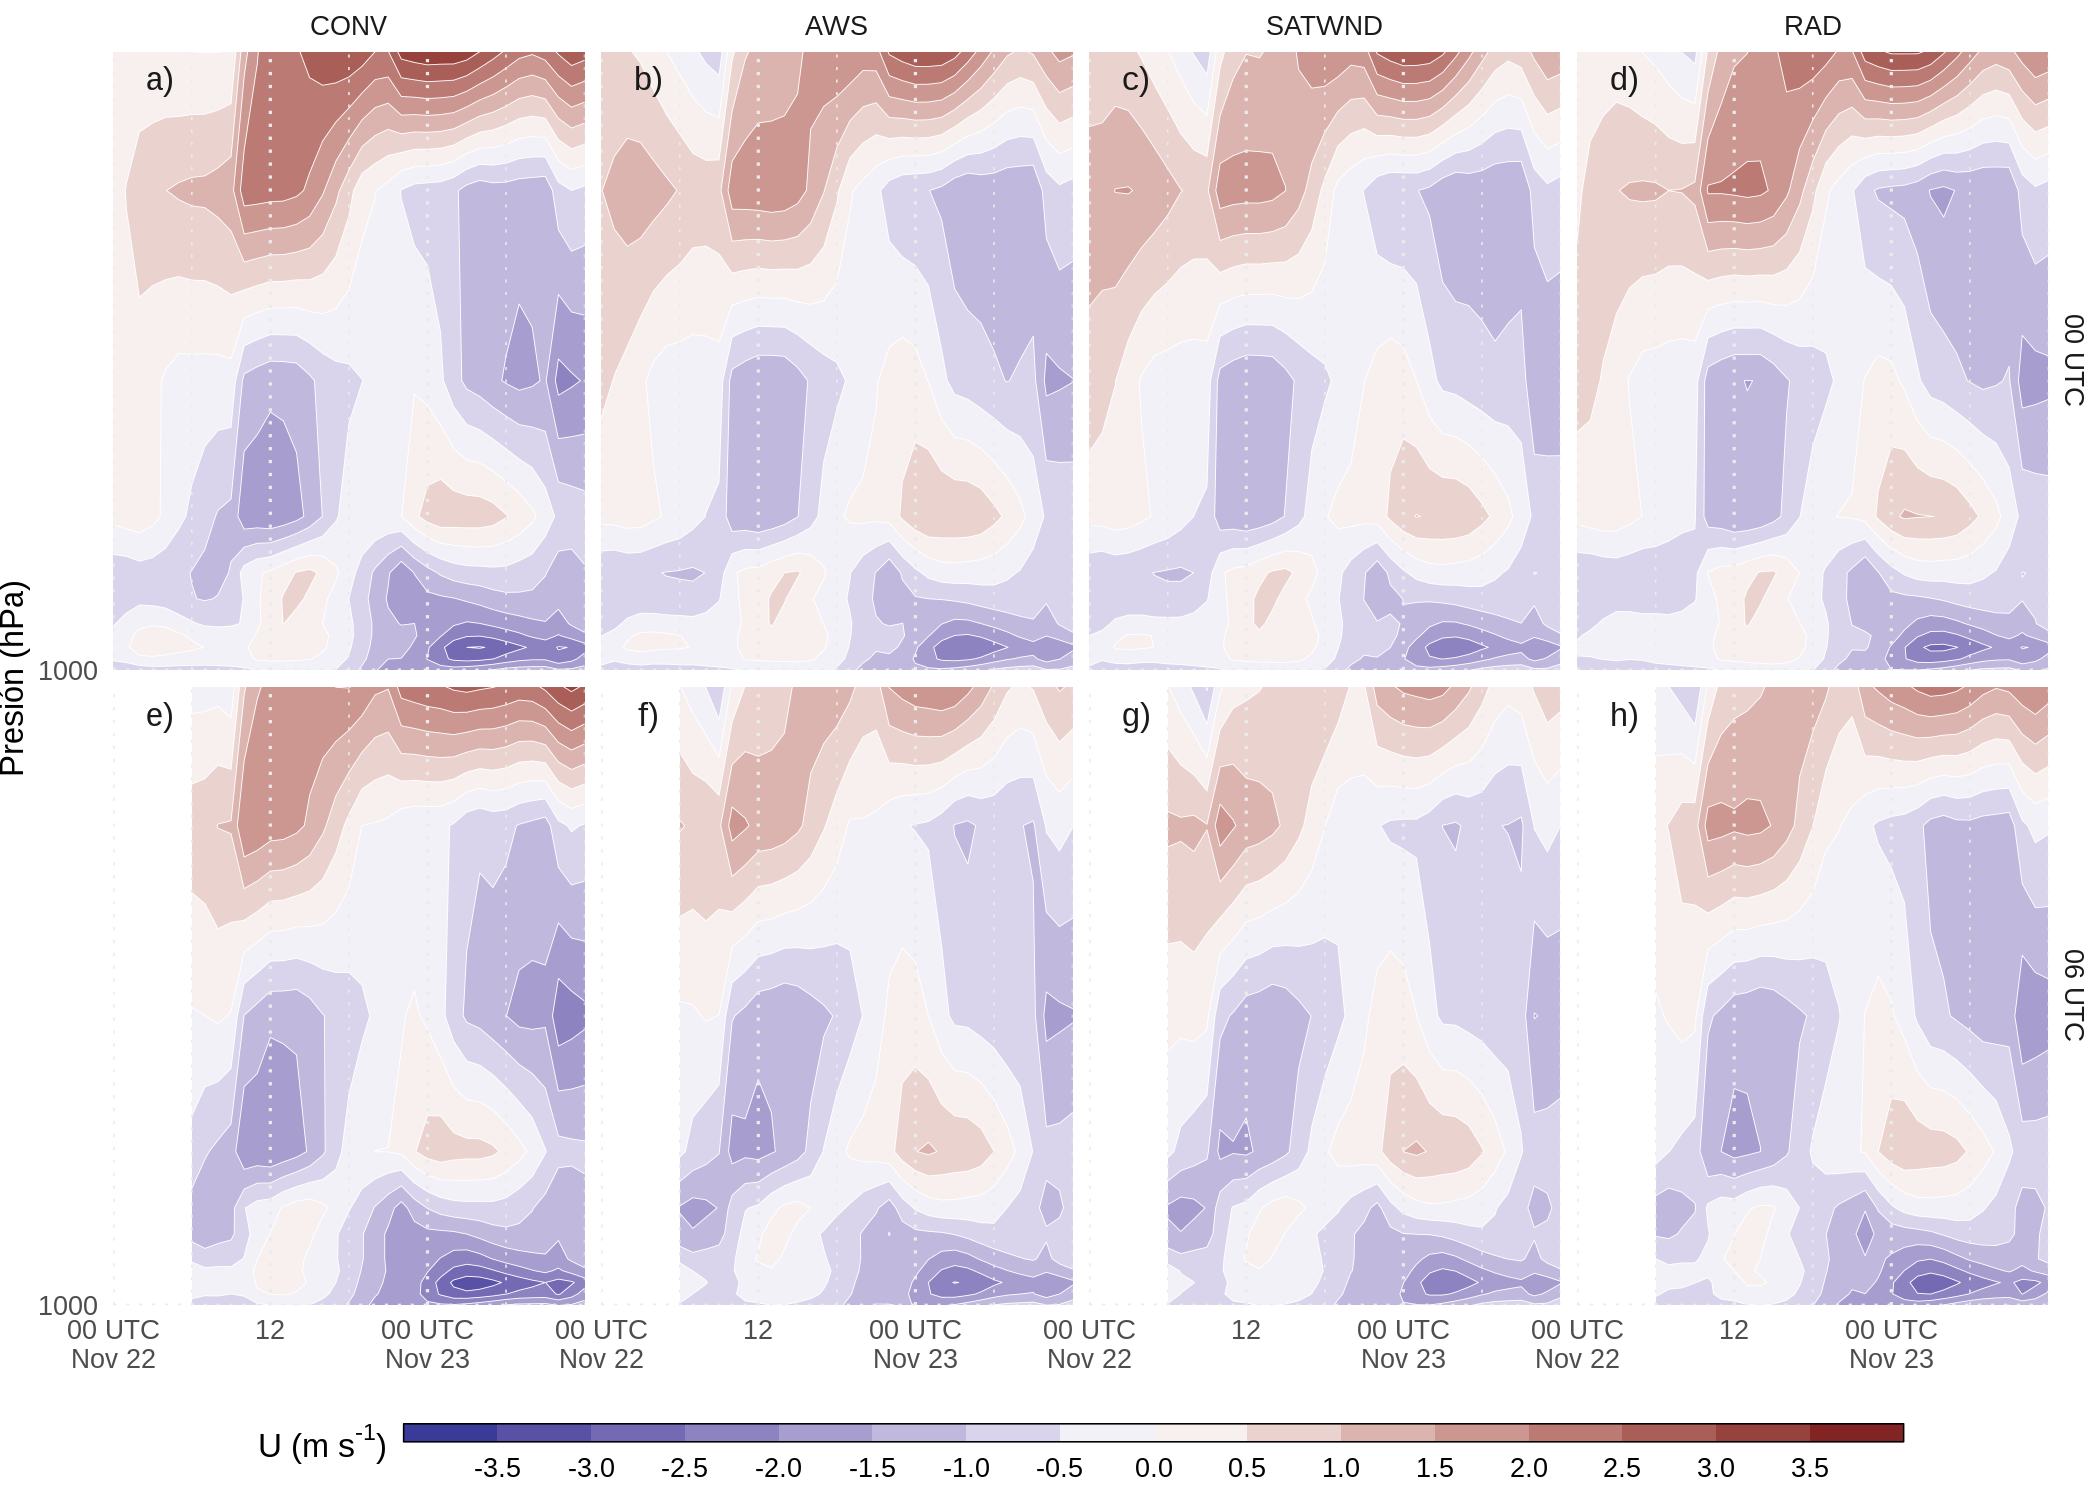 CONV AWS SATWND RAD
a) b) c) d)
00 UTC
Presión (hPa)
1000
e) f) g) h)
06 UTC
1000
00 UTC 12 00 UTC 00 UTC 12 00 UTC 00 UTC 12 00 UTC 00 UTC 12 00 UTC
Nov 22 Nov 23 Nov 22 Nov 23 Nov 22 Nov 23 Nov 22 Nov 23
U (m s-1)
-3.5 -3.0 -2.5 -2.0 -1.5 -1.0 -0.5 0.0 0.5 1.0 1.5 2.0 2.5 3.0 3.5